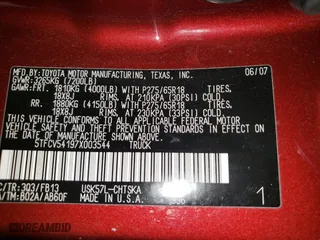 MFD.BY: TOYOTA MOTOR MANUFACTURING, TEXAS, INC. 06/07
GVWR: 3265KG (7200LB)
GAWR: FRT. 1810KG (4000LB) WITH P275/65R18 TIRES,
18X8J RIMS, AT 210KPA (30PSI) COLD
RR. 1880KG (4150LB) WITH P275/65R18 TIRES,
18X8J RIMS, AT 230KPA (33PSI) COLD
THIS VEHICLE CONFORMS TO ALL APPLICABLE FEDERAL
MOTOR VEHICLE SAFETY STANDARDS IN EFFECT ON THE
DATE OF MANUFACTURE SHOWN ABOVE.
5TFCV54197X003544 TRUCK
C/TR: 3Q3/FB13 USK57L-CHTSKA
A/TM: B02A/AB60F MADE IN U.S.A. 1
DREAMBID